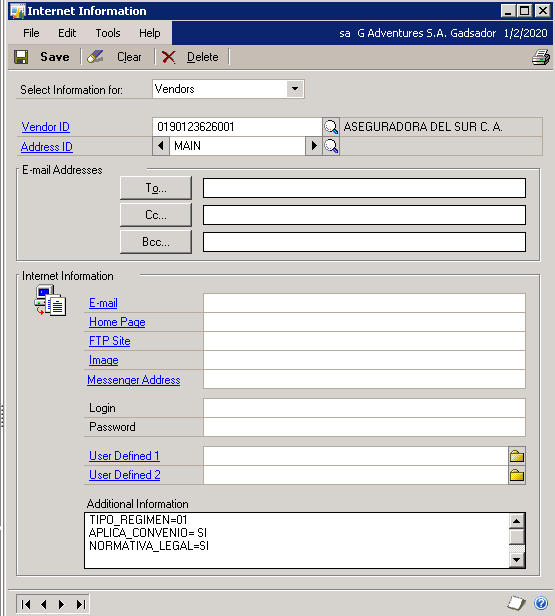 Internet Information
File Edit Tools Help sa G Adventures S.A. Gadsador 1/2/2020
Save Clear Delete
Select Information for: Vendors
Vendor ID 0190123626001 ASEGURADORA DEL SUR C. A.
Address ID MAIN
E-mail Addresses
To...
Cc...
Bcc...
Internet Information
E-mail
Home Page
FTP Site
Image
Messenger Address
Login
Password
User Defined 1
User Defined 2
Additional Information
TIPO_REGIMEN=01
APLICA_CONVENIO= SI
NORMATIVA_LEGAL=SI